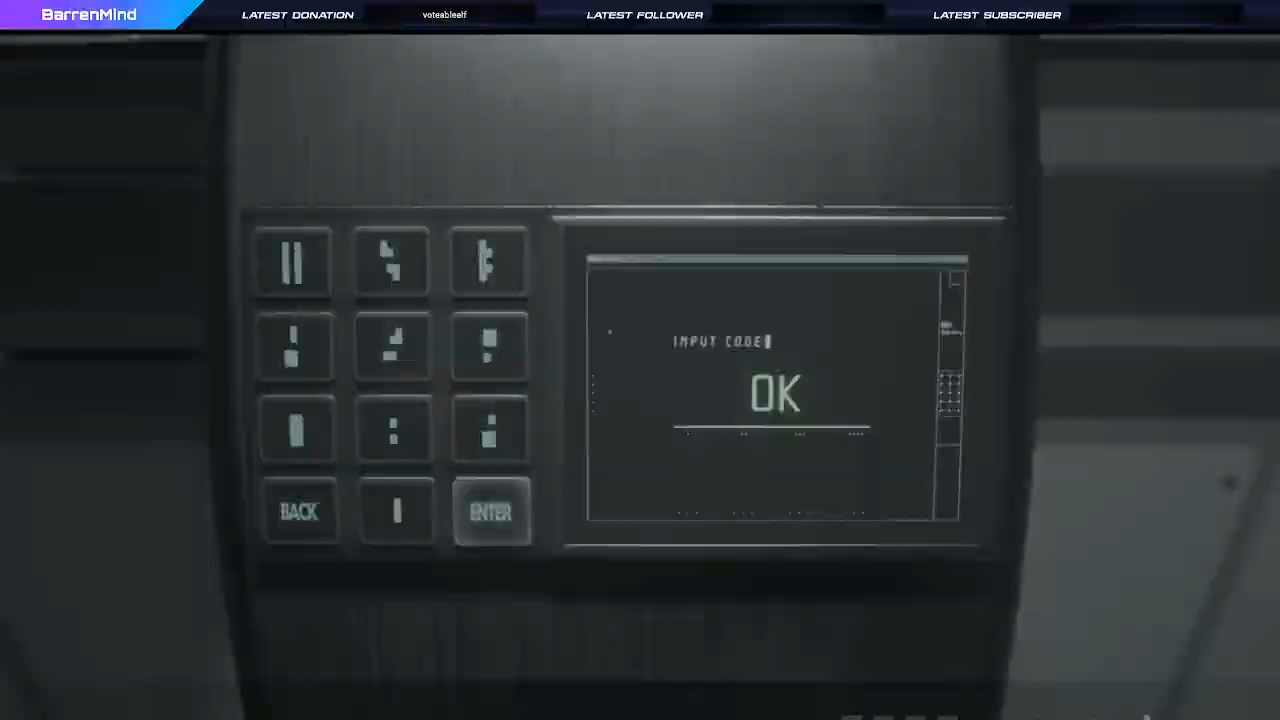 BarrenMind
LATEST DONATION
voteableelf
LATEST FOLLOWER
LATEST SUBSCRIBER
INPUT CODE
OK
BACK
ENTER